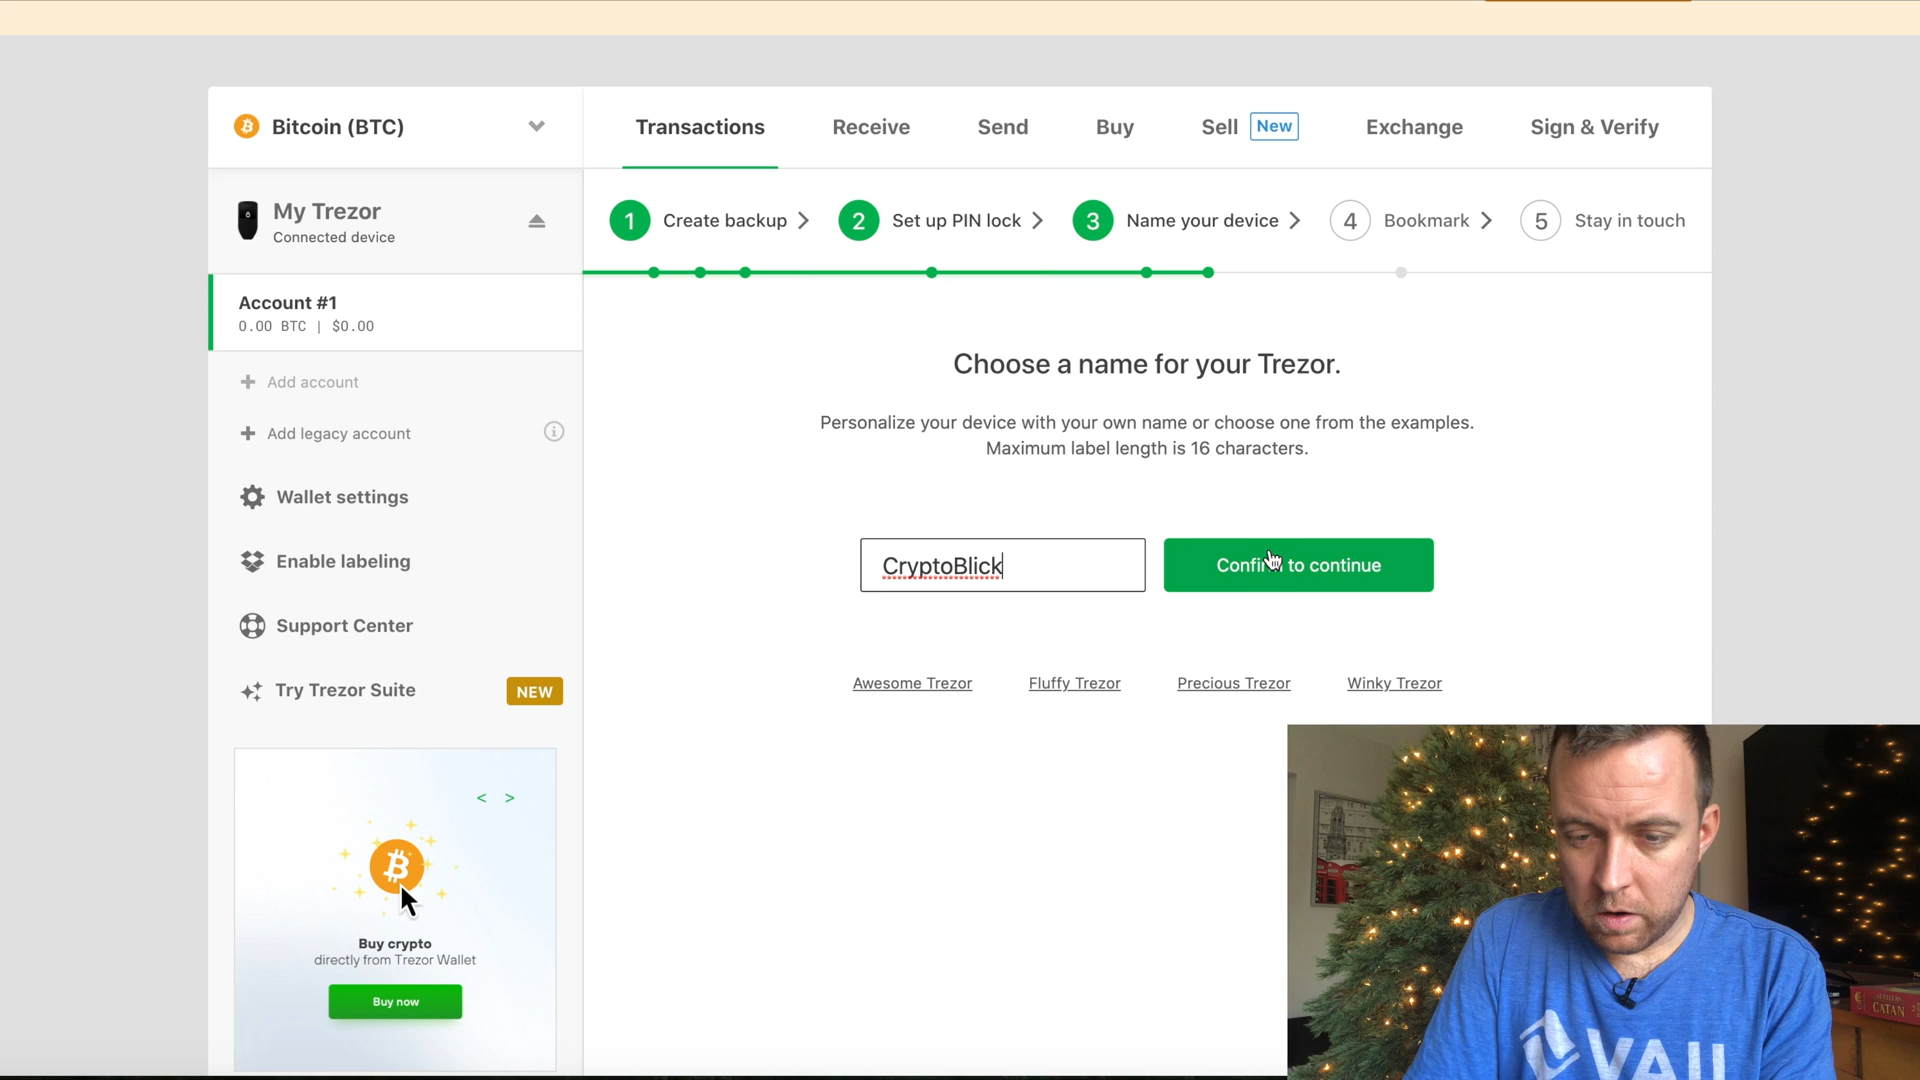 Bitcoin (BTC)
Transactions
Receive
Send
Buy
Sell New
Exchange
Sign & Verify
My Trezor
Connected device
1 Create backup
2 Set up PIN lock
3 Name your device
4 Bookmark
5 Stay in touch
Account #1
0.00 BTC | $0.00
+ Add account
+ Add legacy account
Wallet settings
Enable labeling
Support Center
Try Trezor Suite NEW
Choose a name for your Trezor.
Personalize your device with your own name or choose one from the examples.
Maximum label length is 16 characters.
CryptoBlick
Confirm to continue
Awesome Trezor
Fluffy Trezor
Precious Trezor
Winky Trezor
< >
Buy crypto
directly from Trezor Wallet
Buy now
CATAN
VAIL